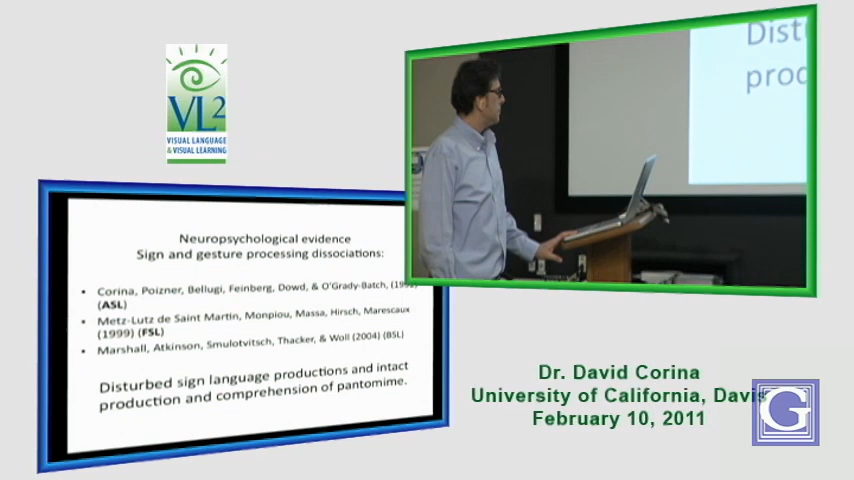 VL2
VISUAL LANGUAGE
& VISUAL LEARNING
Dist
prod
Neuropsychological evidence
Sign and gesture processing dissociations:
• Corina, Poizner, Bellugi, Feinberg, Dowd, & O'Grady-Batch,
(ASL)
• Metz-Lutz de Saint Martin, Monpiou, Massa, Hirsch, Marescaux
(1999) (FSL)
• Marshall, Atkinson, Smulotvitsch, Thacker, & Woll (2004) (BSL)
Disturbed sign language productions and intact
production and comprehension of pantomime.
Dr. David Corina
University of California, Davis
February 10, 2011
G